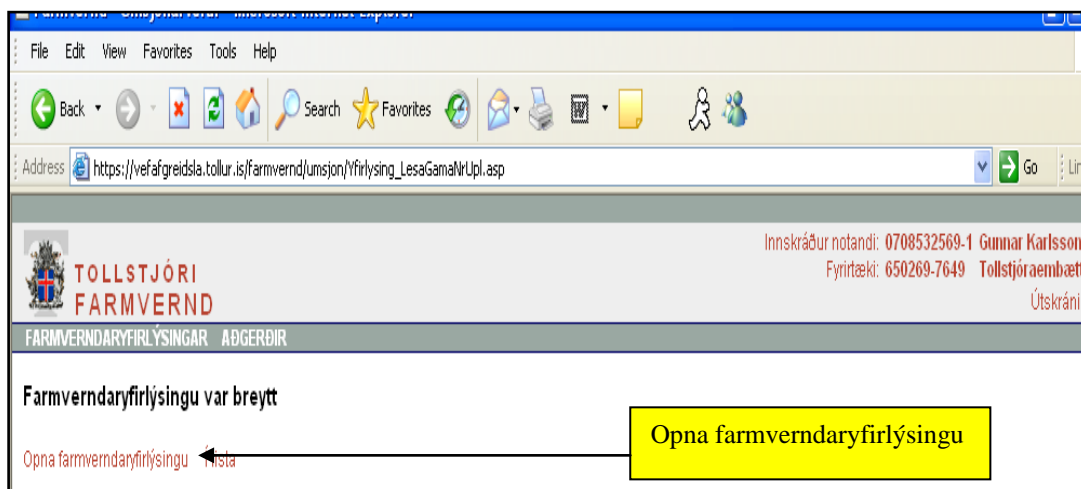 File Edit View Favorites Tools Help
Back Search Favorites
Address https://vefafgreidsla.tollur.is/farmvernd/umsjon/Yfirlysing_LesaGamaNrUpl.asp Go
Innskráður notandi: 0708532569-1 Gunnar Karlsson
Fyrirtæki: 650269-7649 Tollstjóraembætt
Útskráni
TOLLSTJÓRI
FARMVERND
FARMVERNDARYFIRLÝSINGAR AÐGERÐIR
Farmverndaryfirlýsingu var breytt
Opna farmverndaryfirlýsingu
Opna farmverndaryfirlýsingu